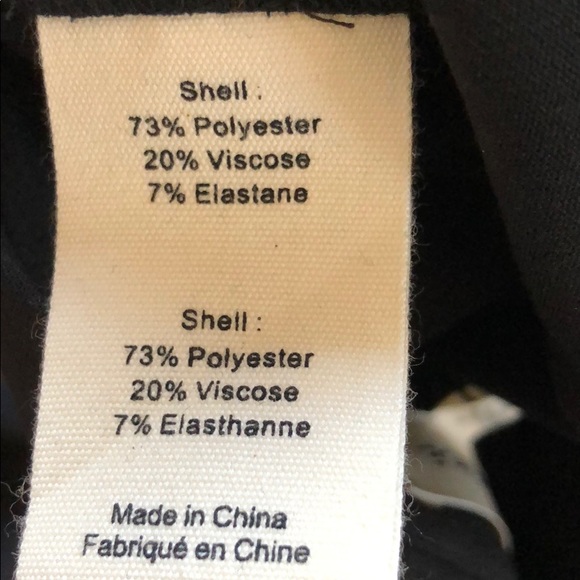 Shell :
73% Polyester
20% Viscose
7% Elastane
Shell :
73% Polyester
20% Viscose
7% Elasthanne
Made in China
Fabriqué en Chine